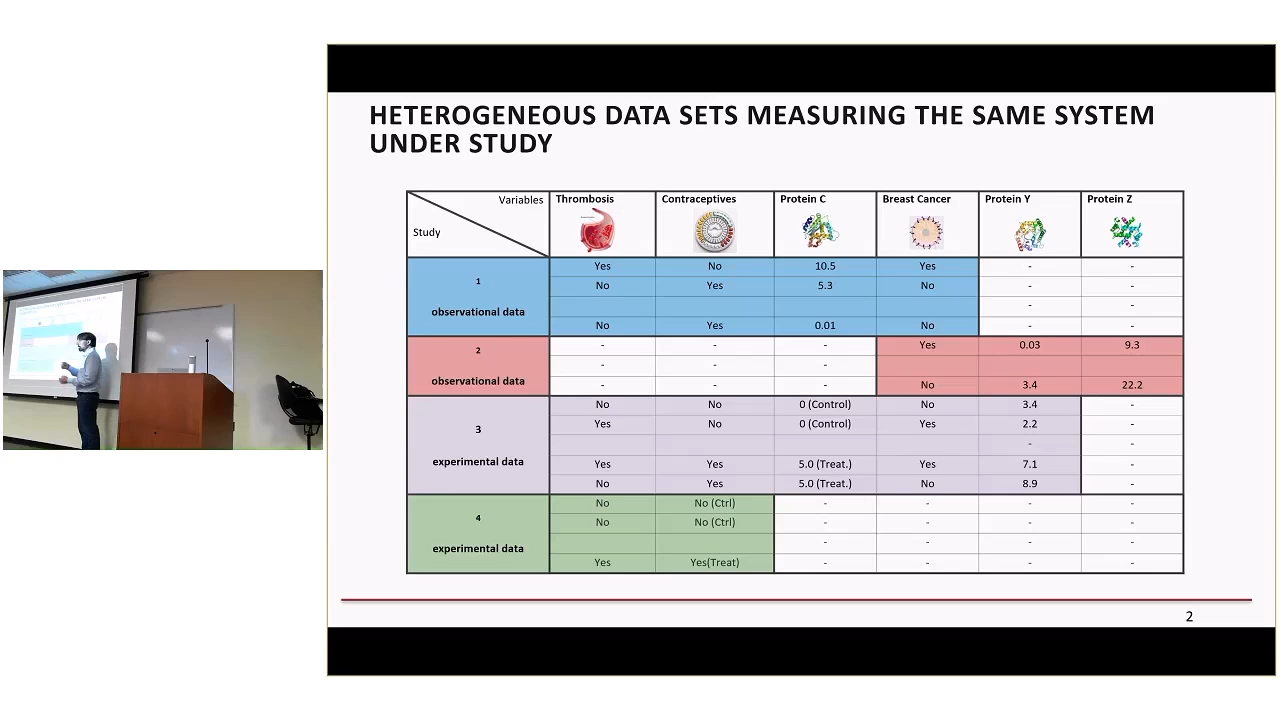 HETEROGENEOUS DATA SETS MEASURING THE SAME SYSTEM
UNDER STUDY
Variables Thrombosis Contraceptives Protein C Breast Cancer Protein Y Protein Z
Study
Yes No 10.5 Yes - -
1 No Yes 5.3 No - -
observational data - -
No Yes 0.01 No - -
2 - - - Yes 0.03 9.3
- - -
observational data - - - No 3.4 22.2
No No 0 (Control) No 3.4 -
3 Yes No 0 (Control) Yes 2.2 -
- -
experimental data Yes Yes 5.0 (Treat.) Yes 7.1 -
No Yes 5.0 (Treat.) No 8.9 -
No No (Ctrl) - - - -
4 No No (Ctrl) - - - -
experimental data - - - -
Yes Yes(Treat) - - - -
2